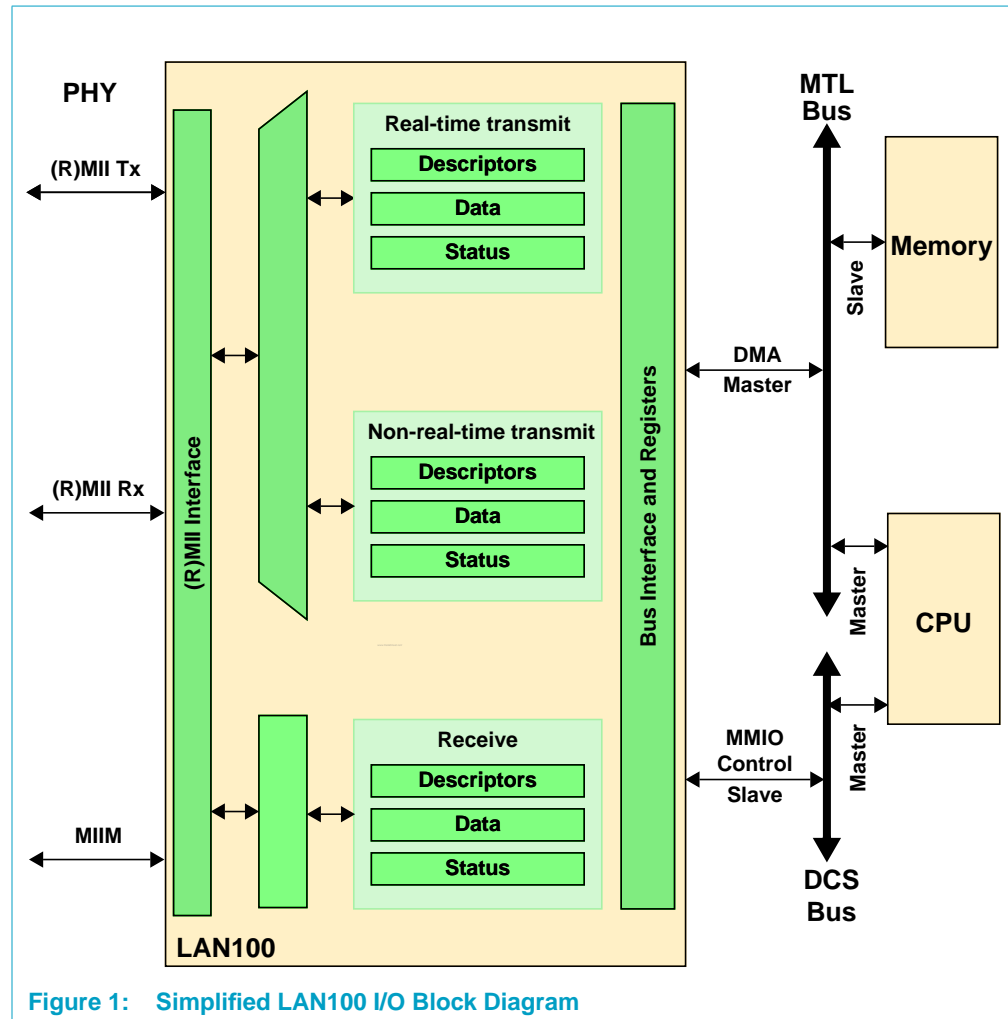 PHY
(R)MII Tx
(R)MII Rx
MIIM
(R)MII Interface
Real-time transmit
Descriptors
Data
Status
Non-real-time transmit
Descriptors
Data
Status
Receive
Descriptors
Data
Status
Bus Interface and Registers
LAN100
DMA
Master
MMIO
Control
Slave
MTL
Bus
Slave
Memory
Master
CPU
Master
DCS
Bus
Figure 1: Simplified LAN100 I/O Block Diagram